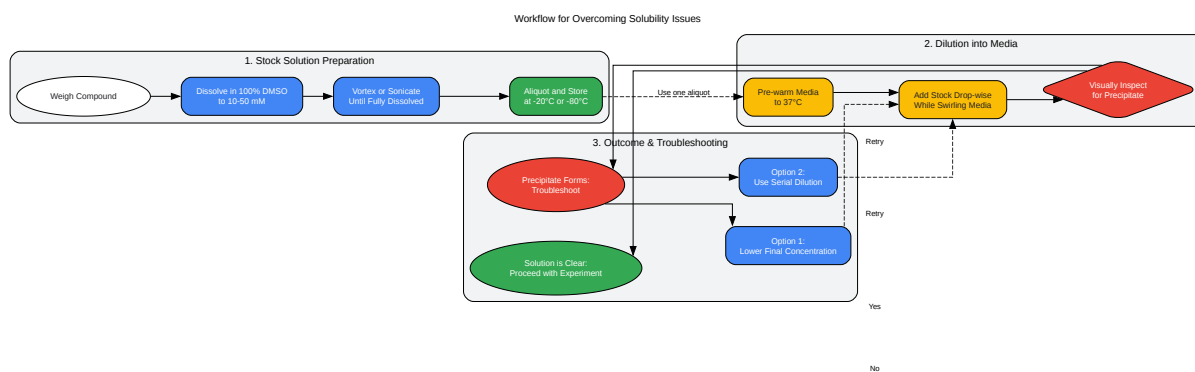 Workflow for Overcoming Solubility Issues
1. Stock Solution Preparation
Weigh Compound
Dissolve in 100% DMSO
to 10-50 mM
Vortex or Sonicate
Until Fully Dissolved
Aliquot and Store
at -20°C or -80°C
Use one aliquot
2. Dilution into Media
Pre-warm Media
to 37°C
Add Stock Drop-wise
While Swirling Media
Visually Inspect
for Precipitate
3. Outcome & Troubleshooting
Precipitate Forms:
Troubleshoot
Option 2:
Use Serial Dilution
Retry
Option 1:
Lower Final Concentration
Retry
Solution is Clear:
Proceed with Experiment
Yes
No